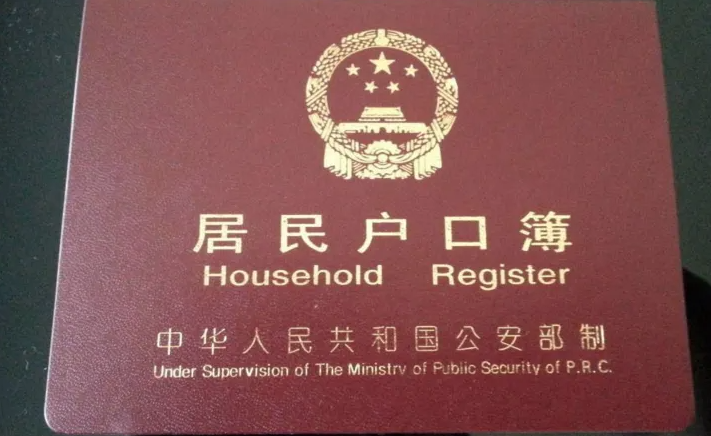 居民户口簿
Household Register
中华人民共和国公安部制
Under Supervision of The Ministry of Public Security of P.R.C.